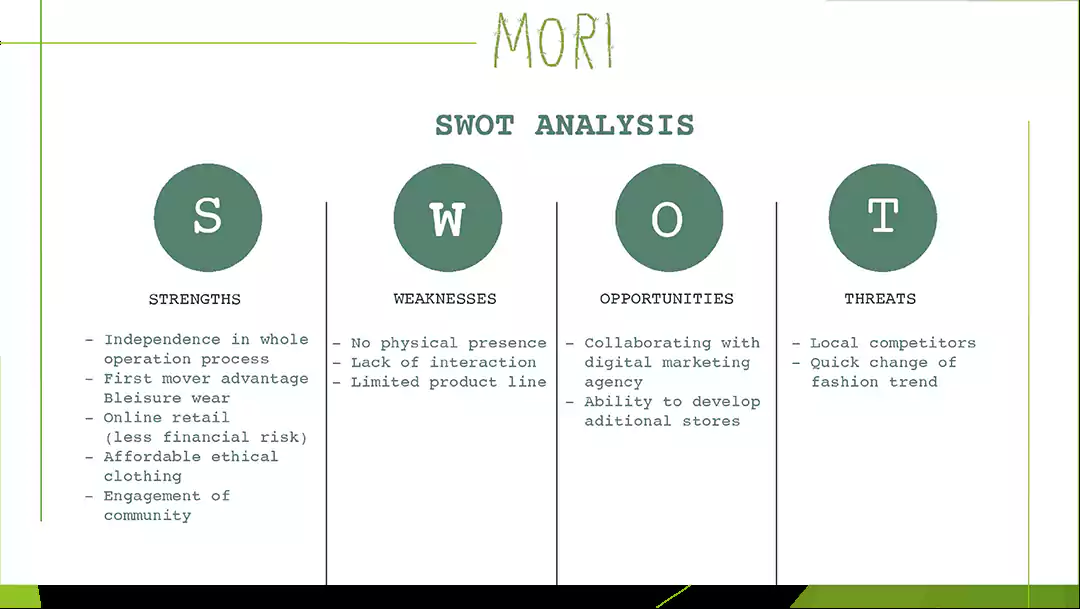 MORI
SWOT ANALYSIS
S
STRENGTHS
- Independence in whole
operation process
- First mover advantage
Bleisure wear
- Online retail
(less financial risk)
- Affordable ethical
clothing
- Engagement of
community
W
WEAKNESSES
- No physical presence
- Lack of interaction
- Limited product line
O
OPPORTUNITIES
- Collaborating with
digital marketing
agency
- Ability to develop
aditional stores
T
THREATS
- Local competitors
- Quick change of
fashion trend